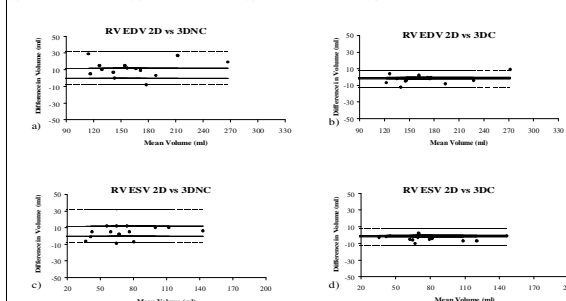 RV EDV 2D vs 3DNC
Difference in Volume (ml)
50
30
10
-10
-30
-50
90 120 150 180 210 240 270 300 330
Mean Volume (ml)
a)
RV EDV 2D vs 3DC
Difference in Volume (ml)
50
30
10
-10
-30
-50
90 120 150 180 210 240 270 300 330
Mean Volume (ml)
b)
RV ESV 2D vs 3DNC
Difference in Volume (ml)
50
30
10
-10
-30
-50
20 50 80 110 140 170 200
Mean Volume (ml)
c)
RV ESV 2D vs 3DC
Difference in Volume (ml)
50
30
10
-10
-30
-50
20 50 80 110 140 170
Mean Volume (ml)
d)